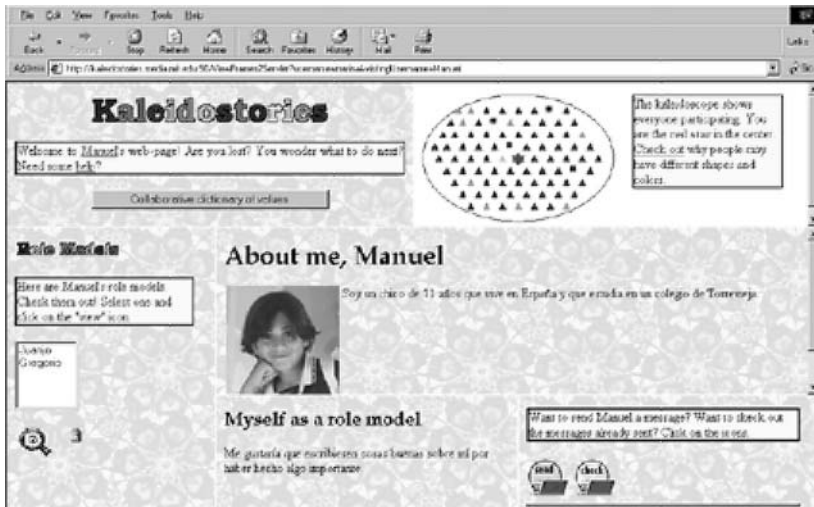 File Edit View Favorites Tools Help
Back Stop Refresh Home Search Favorites History Mail Print
Links
Address
Kaleidostories
Welcome to Manuel's web-page! Are you lost? You wonder what to do next?
Need some help?
Collaborative dictionary of values
The kaleidoscope shows
everyone participating. You
are the red star in the center.
Check out why people may
have different shapes and
colors.
Role Models
Here are Manuel's role models.
Check them out! Select one and
click on the "view" icon.
Juanjo
Gregorio
3
About me, Manuel
Soy un chico de 11 años que vive en España y que estudia en un colegio de Torrevieja.
Myself as a role model
Me gustaría que escribiesen cosas buenas sobre mí por
haber hecho algo importante.
Want to send Manuel a message? Want to check out
the messages already sent? Click on the icons.
send check